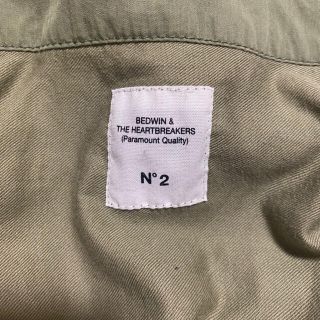 BEDWIN &
THE HEARTBREAKERS
(Paramount Quality)
N° 2